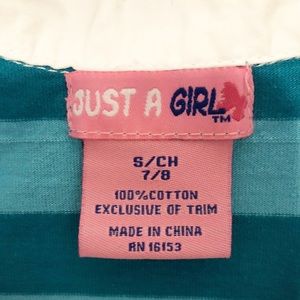 JUST A GIRL
TM
S/CH
7/8
100%COTTON
EXCLUSIVE OF TRIM
MADE IN CHINA
RN 16153